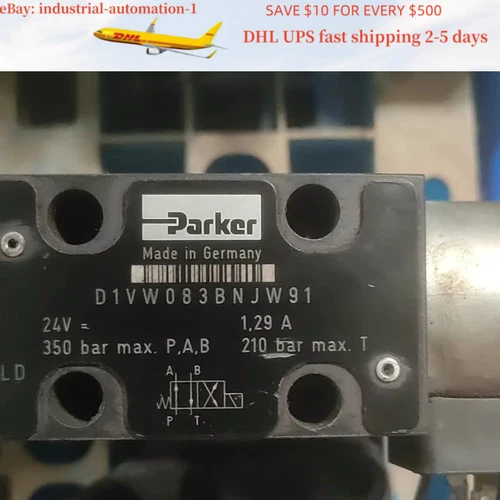 eBay: industrial-automation-1
SAVE $10 FOR EVERY $500
DHL
DHL UPS fast shipping 2-5 days
Parker
Made in Germany
D1VW083BNJW91
24V = 1,29 A
350 bar max. P,A,B 210 bar max. T
LD
A B
P T